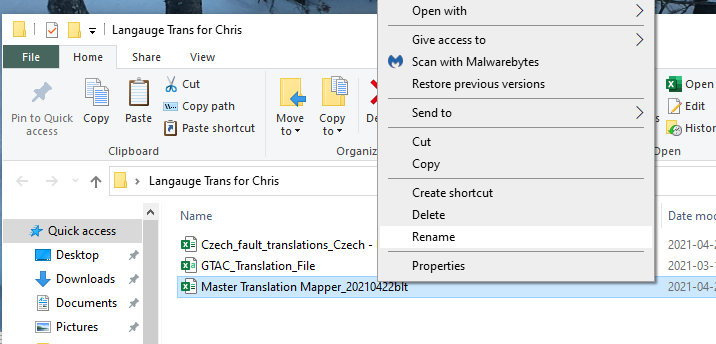 Langauge Trans for Chris
File
Home
Share
View
Pin to Quick
access
Copy
Paste
Cut
Copy path
Paste shortcut
Clipboard
Move
to
Copy
to
Organiz
Open
Edit
Histor
Open
Langauge Trans for Chris
Quick access
Desktop
Downloads
Documents
Pictures
Name
Date mo
Czech_fault_translations_Czech -
2021-04-2
GTAC_Translation_File
2021-03-1
Master Translation Mapper_20210422blt
2021-04-2
Open with
Give access to
Scan with Malwarebytes
Restore previous versions
Send to
Cut
Copy
Create shortcut
Delete
Rename
Properties